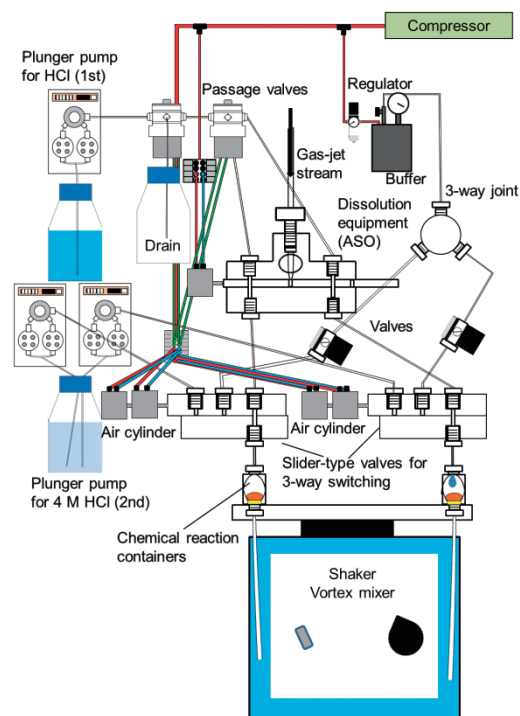 Compressor
Plunger pump
for HCl (1st)
Passage valves
Regulator
Gas-jet
stream
Buffer
3-way joint
Dissolution
equipment
(ASO)
Drain
Valves
Air cylinder
Air cylinder
Plunger pump
for 4 M HCl (2nd)
Slider-type valves for
3-way switching
Chemical reaction
containers
Shaker
Vortex mixer